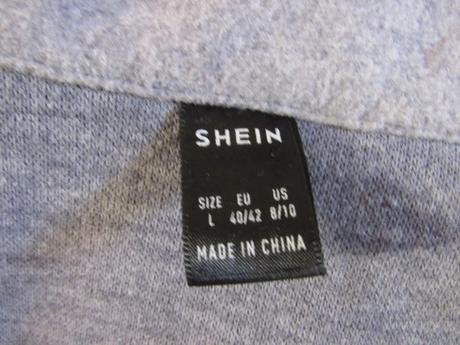 SHEIN
SIZE EU US
L 40/42 8/10
MADE IN CHINA